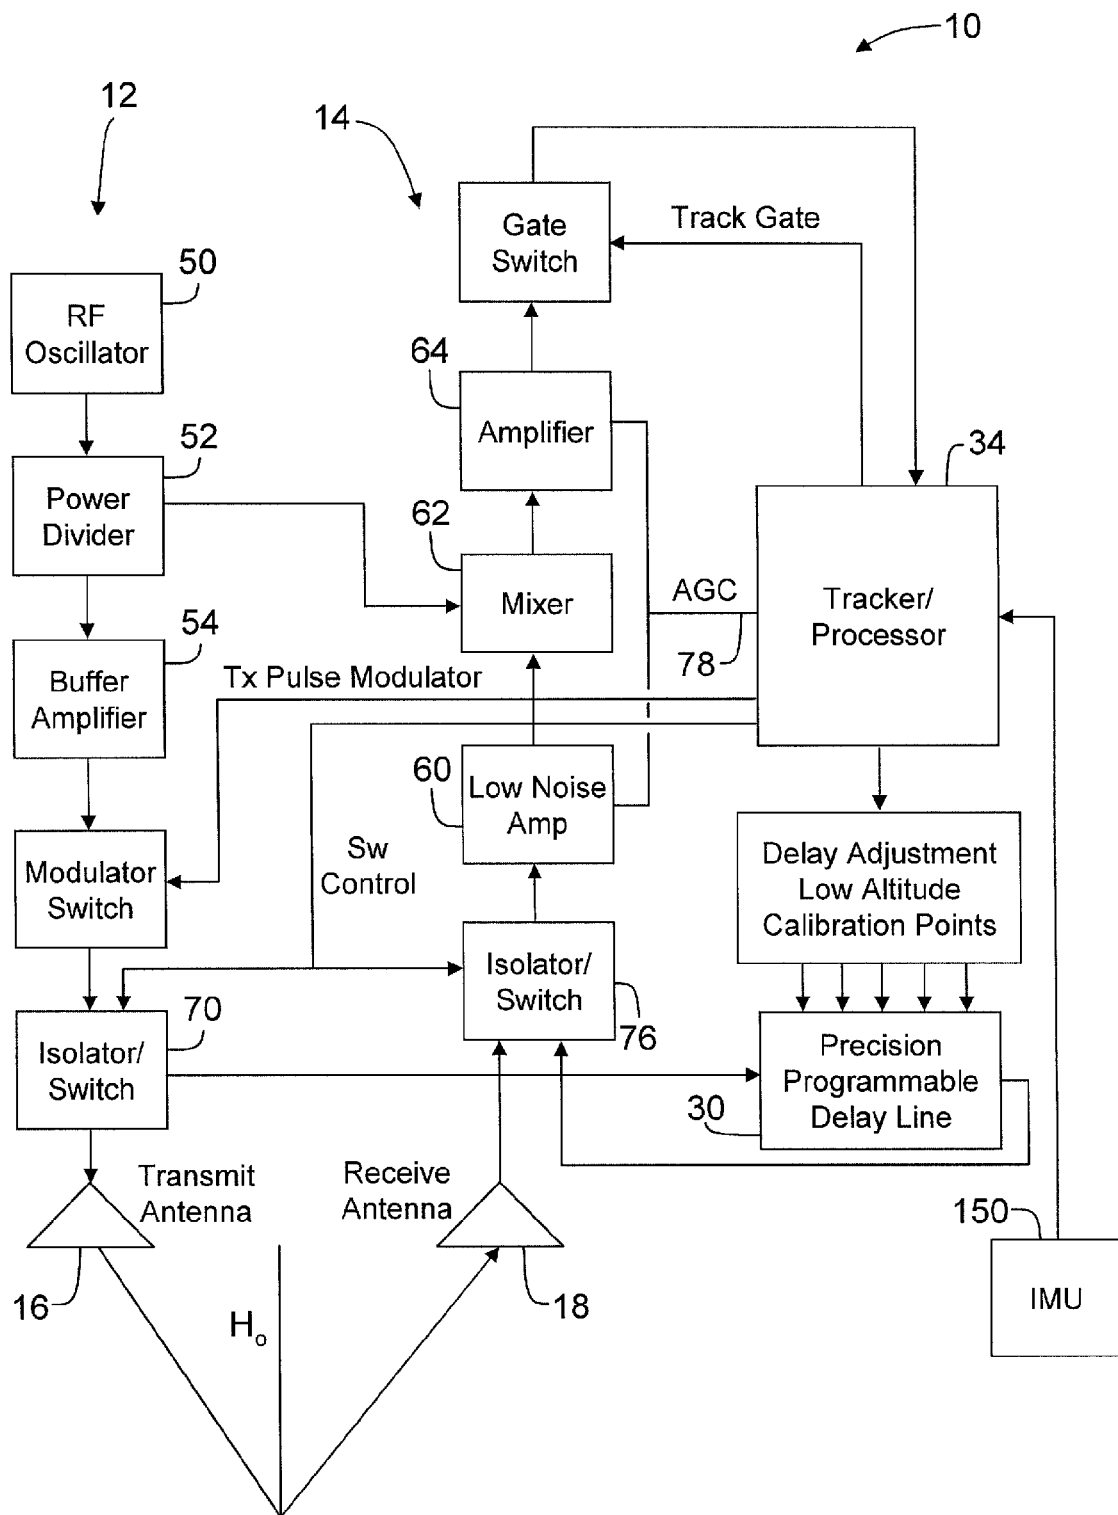 10
12
14
Gate
Switch
Track Gate
50
RF
Oscillator
64
Amplifier
52
34
Power
Divider
62
Mixer
AGC
78
Tracker/
Processor
54
Buffer
Amplifier
Tx Pulse Modulator
60
Low Noise
Amp
Sw
Control
Modulator
Switch
Delay Adjustment
Low Altitude
Calibration Points
Isolator/
Switch
76
70
Isolator/
Switch
Precision
Programmable
Delay Line
30
Transmit
Antenna
Receive
Antenna
16
18
Ho
150
IMU